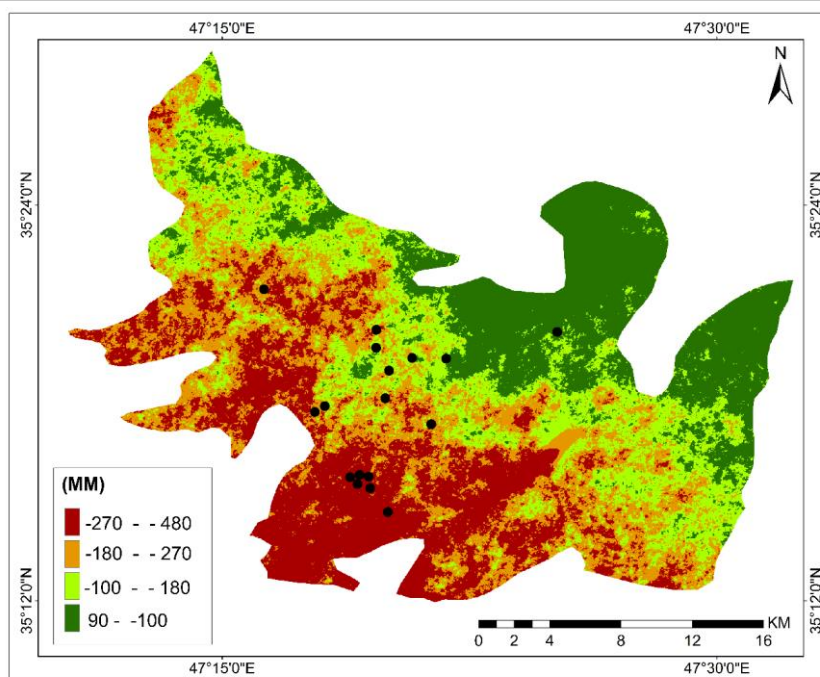 47°15'0"E 47°30'0"E
N
35°24'0"N 35°24'0"N
(MM)
-270 - - 480
-180 - - 270
-100 - - 180
90 - -100
35°12'0"N 35°12'0"N
KM
0 2 4 8 12 16
47°15'0"E 47°30'0"E